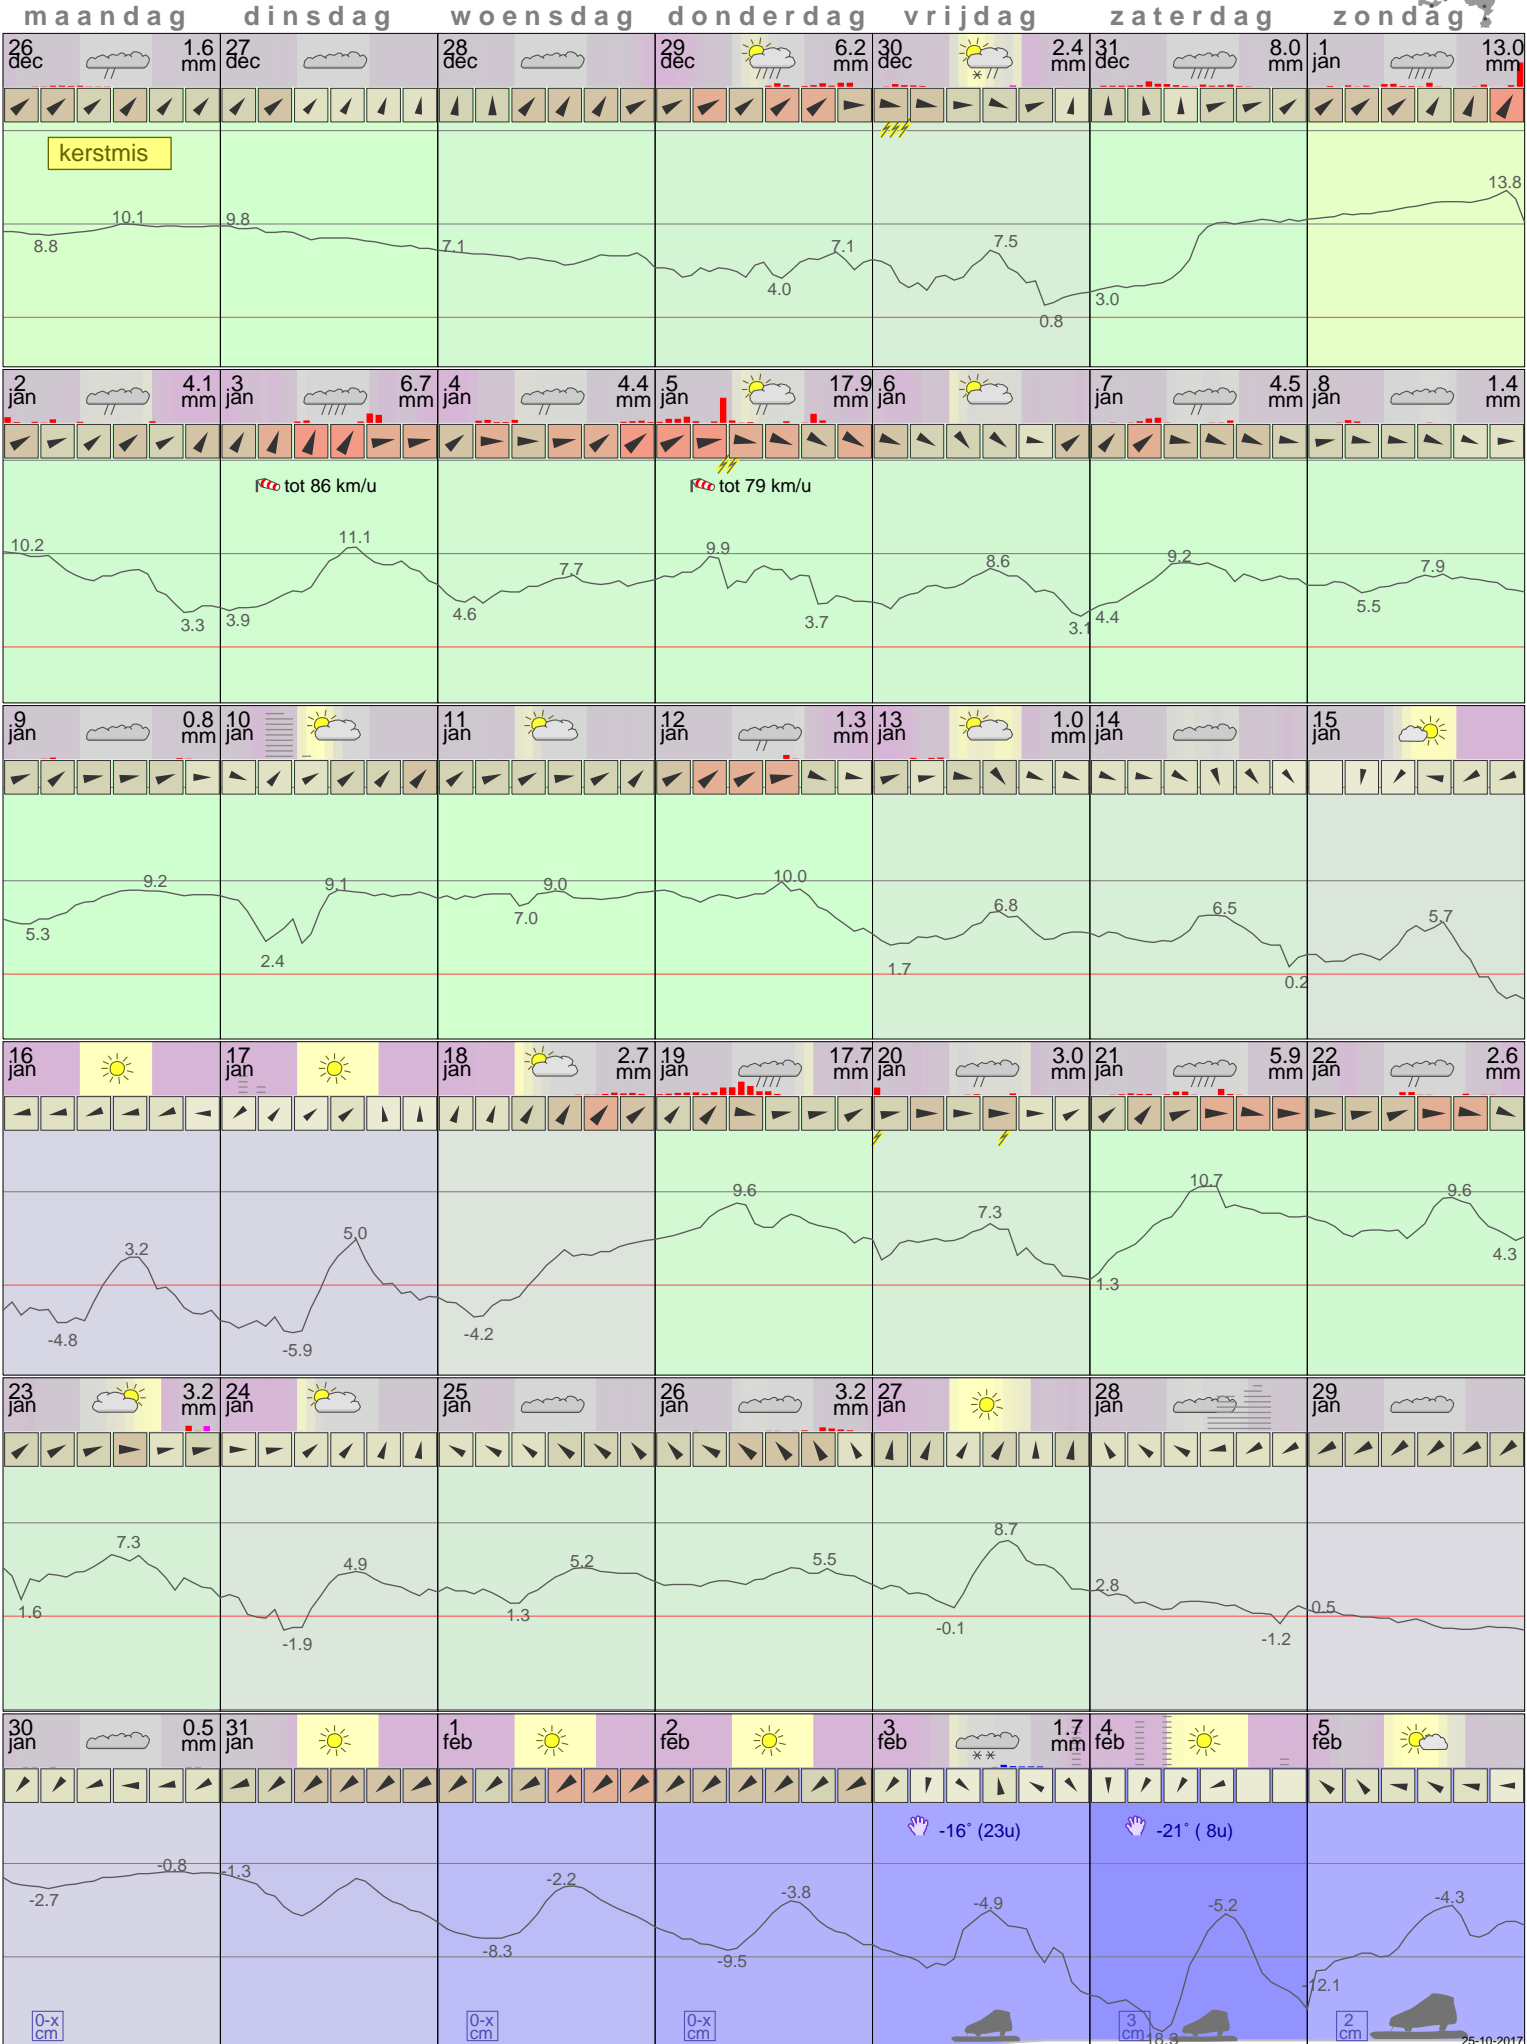 maandag dinsdag woensdag donderdag vrijdag zaterdag zondag
26 dec 1.6 mm 27 dec 28 dec 29 dec 6.2 mm 30 dec 2.4 mm 31 dec 8.0 mm 1 jan 13.0 mm
kerstmis
8.8 10.1 9.8 7.1 4.0 7.1 7.5 0.8 3.0 13.8
2 jan 4.1 mm 3 jan 6.7 mm 4 jan 4.4 mm 5 jan 17.9 mm 6 jan 7 jan 4.5 mm 8 jan 1.4 mm
tot 86 km/u tot 79 km/u
10.2 3.3 3.9 11.1 4.6 7.7 9.9 3.7 8.6 3.1 4.4 9.2 5.5 7.9
9 jan 0.8 mm 10 jan 11 jan 12 jan 1.3 mm 13 jan 1.0 mm 14 jan 15 jan
5.3 9.2 2.4 9.1 7.0 9.0 10.0 1.7 6.8 6.5 0.2 5.7
16 jan 17 jan 18 jan 2.7 mm 19 jan 17.7 mm 20 jan 3.0 mm 21 jan 5.9 mm 22 jan 2.6 mm
-4.8 3.2 -5.9 5.0 -4.2 9.6 7.3 1.3 10.7 9.6 4.3
23 jan 3.2 mm 24 jan 25 jan 26 jan 3.2 mm 27 jan 28 jan 29 jan
1.6 7.3 -1.9 4.9 1.3 5.2 5.5 -0.1 8.7 2.8 -1.2 0.5
30 jan 0.5 mm 31 jan 1 feb 2 feb 3 feb 1.7 mm 4 feb 5 feb
-16° (23u) -21° ( 8u)
-2.7 -0.8 -1.3 -8.3 -2.2 -9.5 -3.8 -4.9 -18.3 -5.2 -12.1 -4.3
0-x cm 0-x cm 0-x cm 3 cm 2 cm
25-10-2017